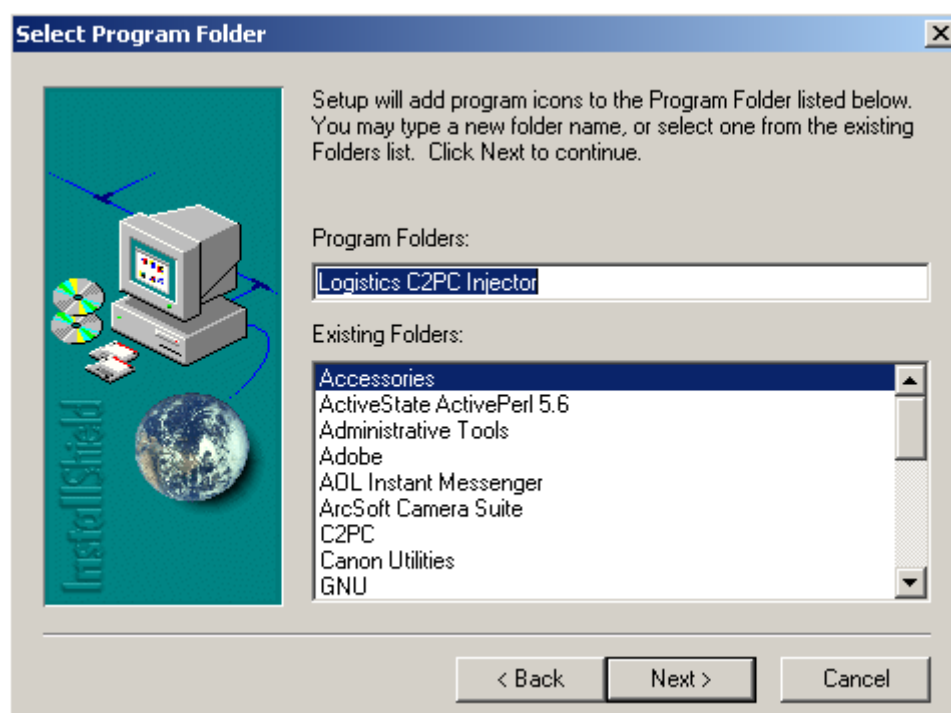 Select Program Folder
Setup will add program icons to the Program Folder listed below.
You may type a new folder name, or select one from the existing
Folders list.  Click Next to continue.
Program Folders:
Logistics C2PC Injector
Existing Folders:
Accessories
ActiveState ActivePerl 5.6
Administrative Tools
Adobe
AOL Instant Messenger
ArcSoft Camera Suite
C2PC
Canon Utilities
GNU
InstallShield
< Back
Next >
Cancel